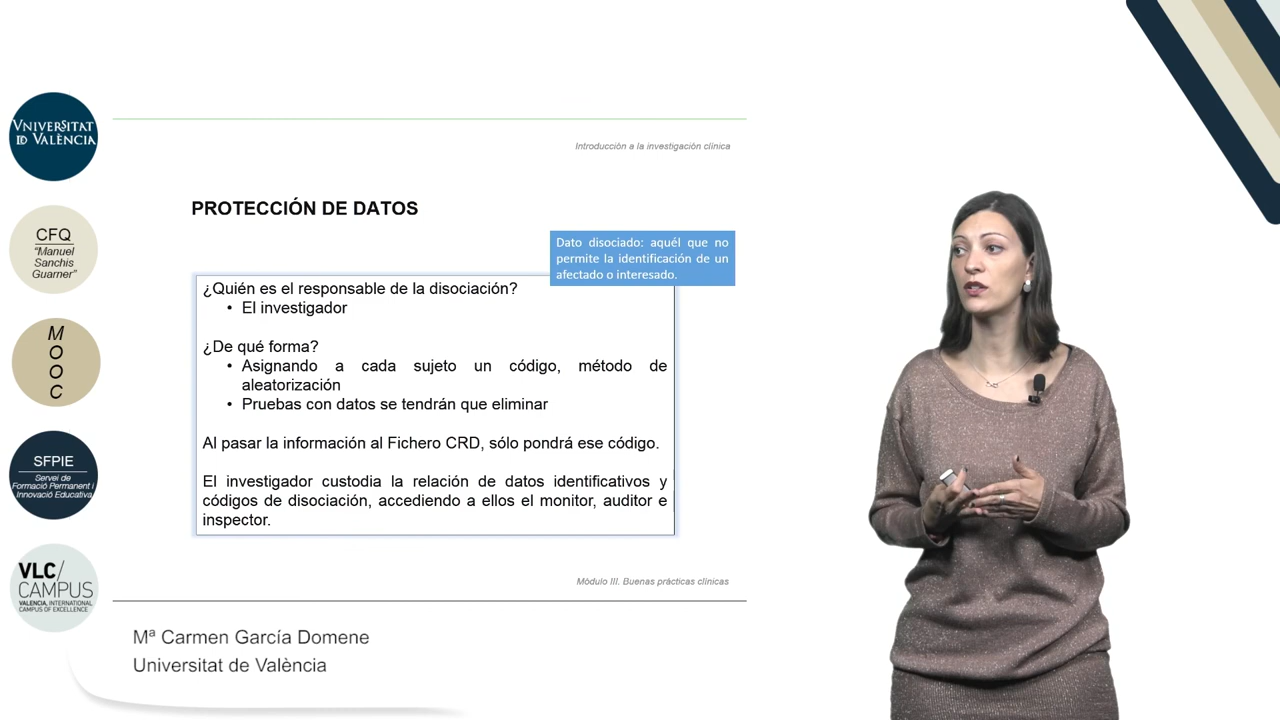 VNIVERSITAT
ID VALÈNCIA
CFQ
"Manuel
Sanchis
Guarner"
M
O
O
C
SFPIE
Servei de
Formació Permanent i
Innovació Educativa
VLC/
CAMPUS
VALENCIA, INTERNATIONAL
CAMPUS OF EXCELLENCE
Introducción a la investigación clínica
PROTECCIÓN DE DATOS
Dato disociado: aquél que no
permite la identificación de un
afectado o interesado.
¿Quién es el responsable de la disociación?
• El investigador
¿De qué forma?
• Asignando a cada sujeto un código, método de
aleatorización
• Pruebas con datos se tendrán que eliminar
Al pasar la información al Fichero CRD, sólo pondrá ese código.
El investigador custodia la relación de datos identificativos y
códigos de disociación, accediendo a ellos el monitor, auditor e
inspector.
Módulo III. Buenas prácticas clínicas
Mª Carmen García Domene
Universitat de València